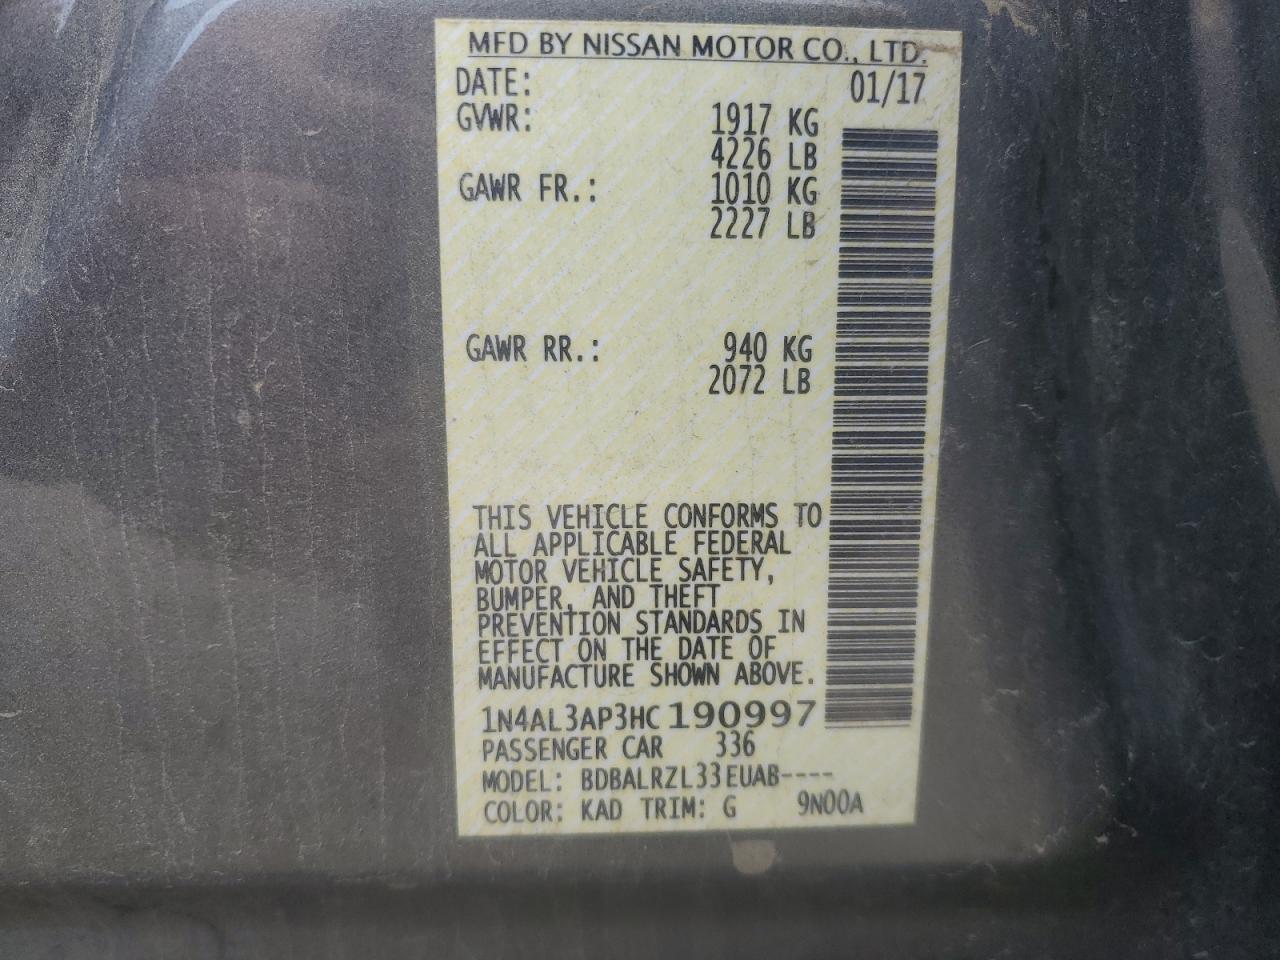 MFD BY NISSAN MOTOR CO., LTD.
DATE: 01/17
GVWR: 1917 KG
4226 LB
GAWR FR.: 1010 KG
2227 LB
GAWR RR.: 940 KG
2072 LB
THIS VEHICLE CONFORMS TO
ALL APPLICABLE FEDERAL
MOTOR VEHICLE SAFETY,
BUMPER, AND THEFT
PREVENTION STANDARDS IN
EFFECT ON THE DATE OF
MANUFACTURE SHOWN ABOVE.
1N4AL3AP3HC190997
PASSENGER CAR 336
MODEL: BDBALRZL33EUAB----
COLOR: KAD TRIM: G 9N00A